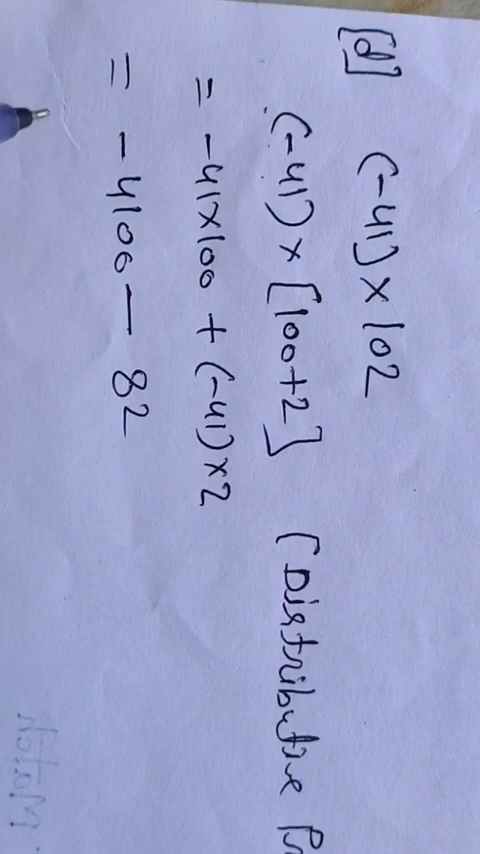 [d] (-41) × 102
(-41) × [100+2] (Distributive
= -41×100 + (-41)×2
= -4100 - 82